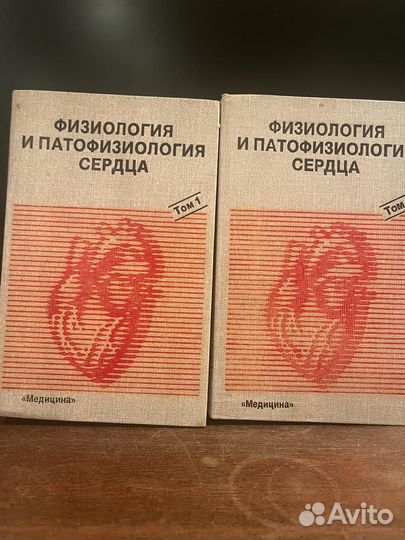 ФИЗИОЛОГИЯ
И ПАТОФИЗИОЛОГИЯ
СЕРДЦА
Том 1
«Медицина»
ФИЗИОЛОГИЯ
И ПАТОФИЗИОЛОГИ
СЕРДЦА
Том
«Медицина»
Avito